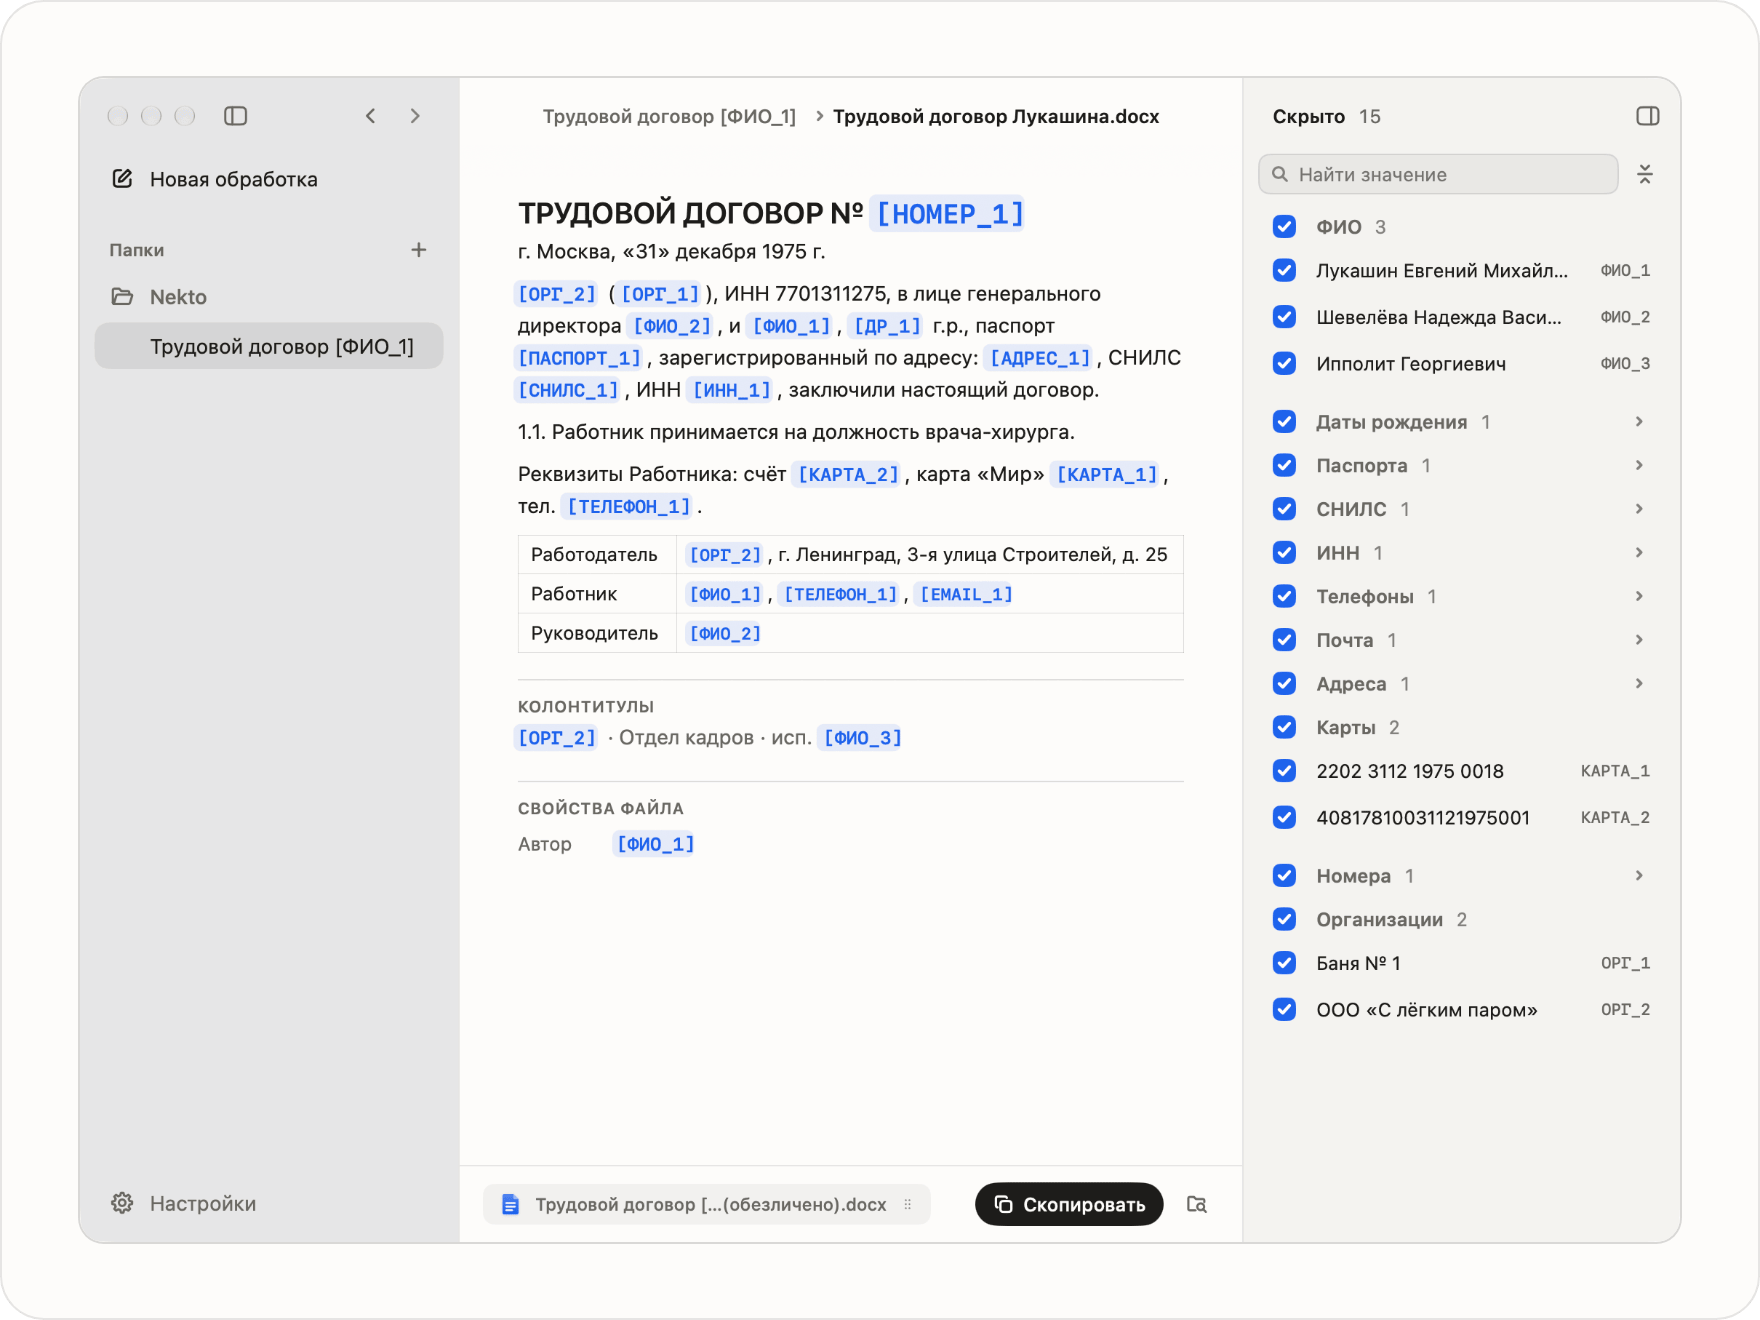 Новая обработка
Папки
Nekto
Трудовой договор [ФИО_1]
Настройки
Трудовой договор [ФИО_1] › Трудовой договор Лукашина.docx
ТРУДОВОЙ ДОГОВОР № [НОМЕР_1]
г. Москва, «31» декабря 1975 г.
[ОРГ_2] ([ОРГ_1]), ИНН 7701311275, в лице генерального
директора [ФИО_2], и [ФИО_1], [ДР_1] г.р., паспорт
[ПАСПОРТ_1], зарегистрированный по адресу: [АДРЕС_1], СНИЛС
[СНИЛС_1], ИНН [ИНН_1], заключили настоящий договор.
1.1. Работник принимается на должность врача-хирурга.
Реквизиты Работника: счёт [КАРТА_2], карта «Мир» [КАРТА_1],
тел. [ТЕЛЕФОН_1].
Работодатель [ОРГ_2], г. Ленинград, 3-я улица Строителей, д. 25
Работник [ФИО_1], [ТЕЛЕФОН_1], [EMAIL_1]
Руководитель [ФИО_2]
КОЛОНТИТУЛЫ
[ОРГ_2] · Отдел кадров · исп. [ФИО_3]
СВОЙСТВА ФАЙЛА
Автор [ФИО_1]
Трудовой договор [...(обезличено).docx
Скопировать
Скрыто 15
Найти значение
ФИО 3
Лукашин Евгений Михайл... ФИО_1
Шевелёва Надежда Васи... ФИО_2
Ипполит Георгиевич ФИО_3
Даты рождения 1
Паспорта 1
СНИЛС 1
ИНН 1
Телефоны 1
Почта 1
Адреса 1
Карты 2
2202 3112 1975 0018 КАРТА_1
40817810031121975001 КАРТА_2
Номера 1
Организации 2
Баня № 1 ОРГ_1
ООО «С лёгким паром» ОРГ_2